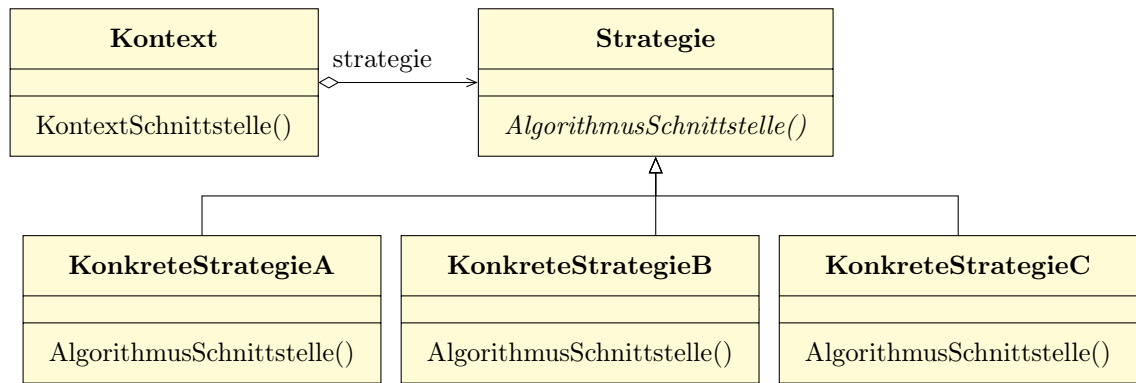 Kontext
strategie
Strategie
KontextSchnittstelle()
AlgorithmusSchnittstelle()
KonkreteStrategieA
KonkreteStrategieB
KonkreteStrategieC
AlgorithmusSchnittstelle()
AlgorithmusSchnittstelle()
AlgorithmusSchnittstelle()